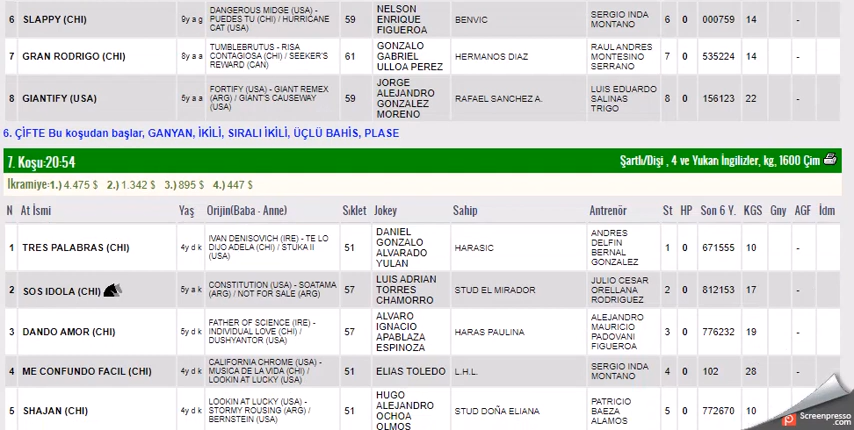 6 SLAPPY (CHI) 9y a g DANGEROUS MIDGE (USA) - PUEDES TU (CHI) / HURRICANE CAT (USA) 59 NELSON ENRIQUE FIGUEROA BENVIC SERGIO INDA MONTANO 6 0 000759 14 -
7 GRAN RODRIGO (CHI) 8y a a TUMBLEBRUTUS - RISA CONTAGIOSA (CHI) / SEEKER'S REWARD (CAN) 61 GONZALO GABRIEL ULLOA PEREZ HERMANOS DIAZ RAUL ANDRES MONTESINO SERRANO 7 0 535224 14 -
8 GIANTIFY (USA) 5y a a FORTIFY (USA) - GIANT REMEX (ARG) / GIANT'S CAUSEWAY (USA) 59 JORGE ALEJANDRO GONZALEZ MORENO RAFAEL SANCHEZ A. LUIS EDUARDO SALINAS TRIGO 8 0 156123 22 -
6. ÇİFTE Bu koşudan başlar, GANYAN, İKİLİ, SIRALI İKİLİ, ÜÇLÜ BAHİS, PLASE
7. Koşu-20:54 Şartlı/Dişi , 4 ve Yukarı İngilizler, kg, 1600 Çim
İkramiye:1.) 4.475 $ 2.) 1.342 $ 3.) 895 $ 4.) 447 $
N At İsmi Yaş Orijin(Baba - Anne) Sıklet Jokey Sahip Antrenör St HP Son 6 Y. KGS Gny AGF İdm
1 TRES PALABRAS (CHI) 4y d k IVAN DENISOVICH (IRE) - TE LO DIJO ADELA (CHI) / STUKA II (USA) 51 DANIEL GONZALO ALVARADO YULAN HARASIC ANDRES DELFIN BERNAL GONZALEZ 1 0 671555 10 -
2 SOS IDOLA (CHI) 5y a k CONSTITUTION (USA) - SCATAMA (ARG) / NOT FOR SALE (ARG) 57 LUIS ADRIAN TORRES CHAMORRO STUD EL MIRADOR JULIO CESAR ORELLANA RODRIGUEZ 2 0 812153 17 -
3 DANDO AMOR (CHI) 5y d k FATHER OF SCIENCE (IRE) - INDIVIDUAL LOVE (CHI) / DUSHYANTOR (USA) 57 ALVARO IGNACIO APABLAZA ESPINOZA HARAS PAULINA ALEJANDRO MAURICIO PADOVANI FIGUEROA 3 0 776232 19 -
4 ME CONFUNDO FACIL (CHI) 4y d k CALIFORNIA CHROME (USA) - MUSICA DE LA VIDA (CHI) / LOOKIN AT LUCKY (USA) 51 ELIAS TOLEDO L.H.L. SERGIO INDA MONTANO 4 0 102 28 -
5 SHAJAN (CHI) 4y d k LOOKIN AT LUCKY (USA) - STORMY ROUSING (ARG) / BERNSTEIN (USA) 51 HUGO ALEJANDRO OCHOA OLMOS STUD DOÑA ELIANA PATRICIO BAEZA ALAMOS 5 0 772670 10 -
Screenpresso
.com